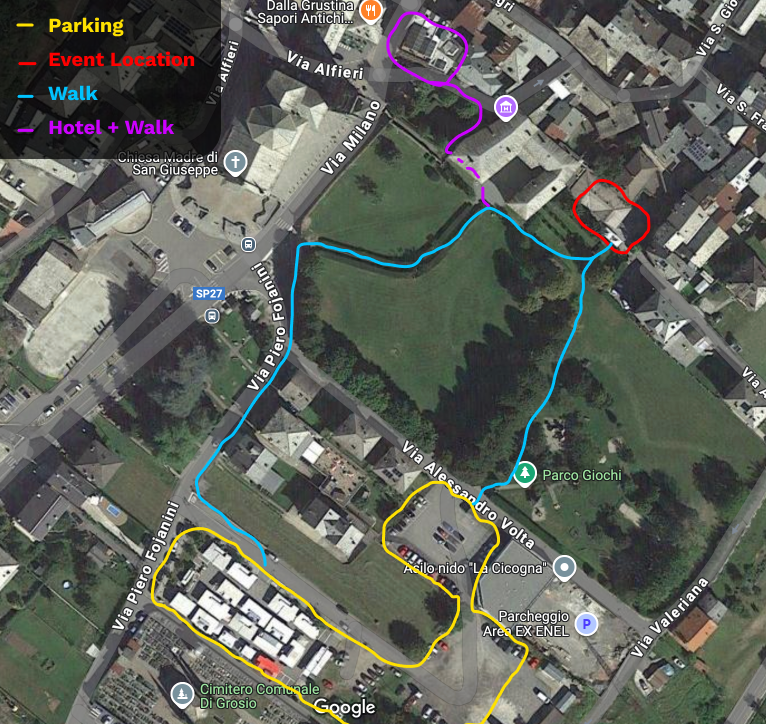 Parking
Event Location
Walk
Hotel + Walk
Dalla Grustina
Sapori Antichi...
Via Alfieri
Via Alfieri
Via Milano
Via S. Gio
Via S. Fra
Chiesa Madre di
San Giuseppe
SP27
Via Piero Fojanini
Via A
Via Alessandro Volta
Parco Giochi
Via Piero Fojanini
Asilo nido "La Cicogna"
Parcheggio
Area EX ENEL
P
Via Valeriana
Cimitero Comunale
Di Grosio
Google